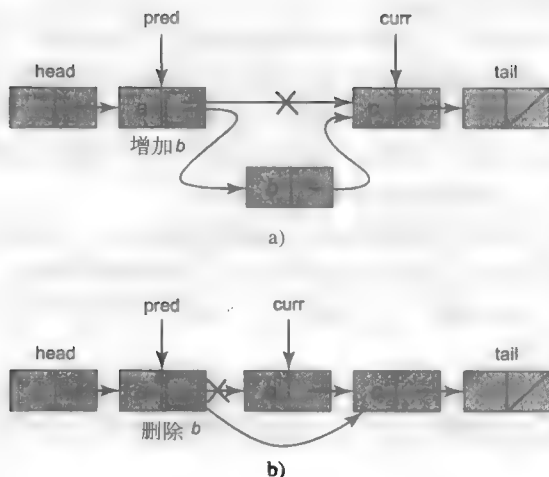 pred curr
head tail
a c
增加 b
b
a)
pred curr
head tail
删除 b
b)